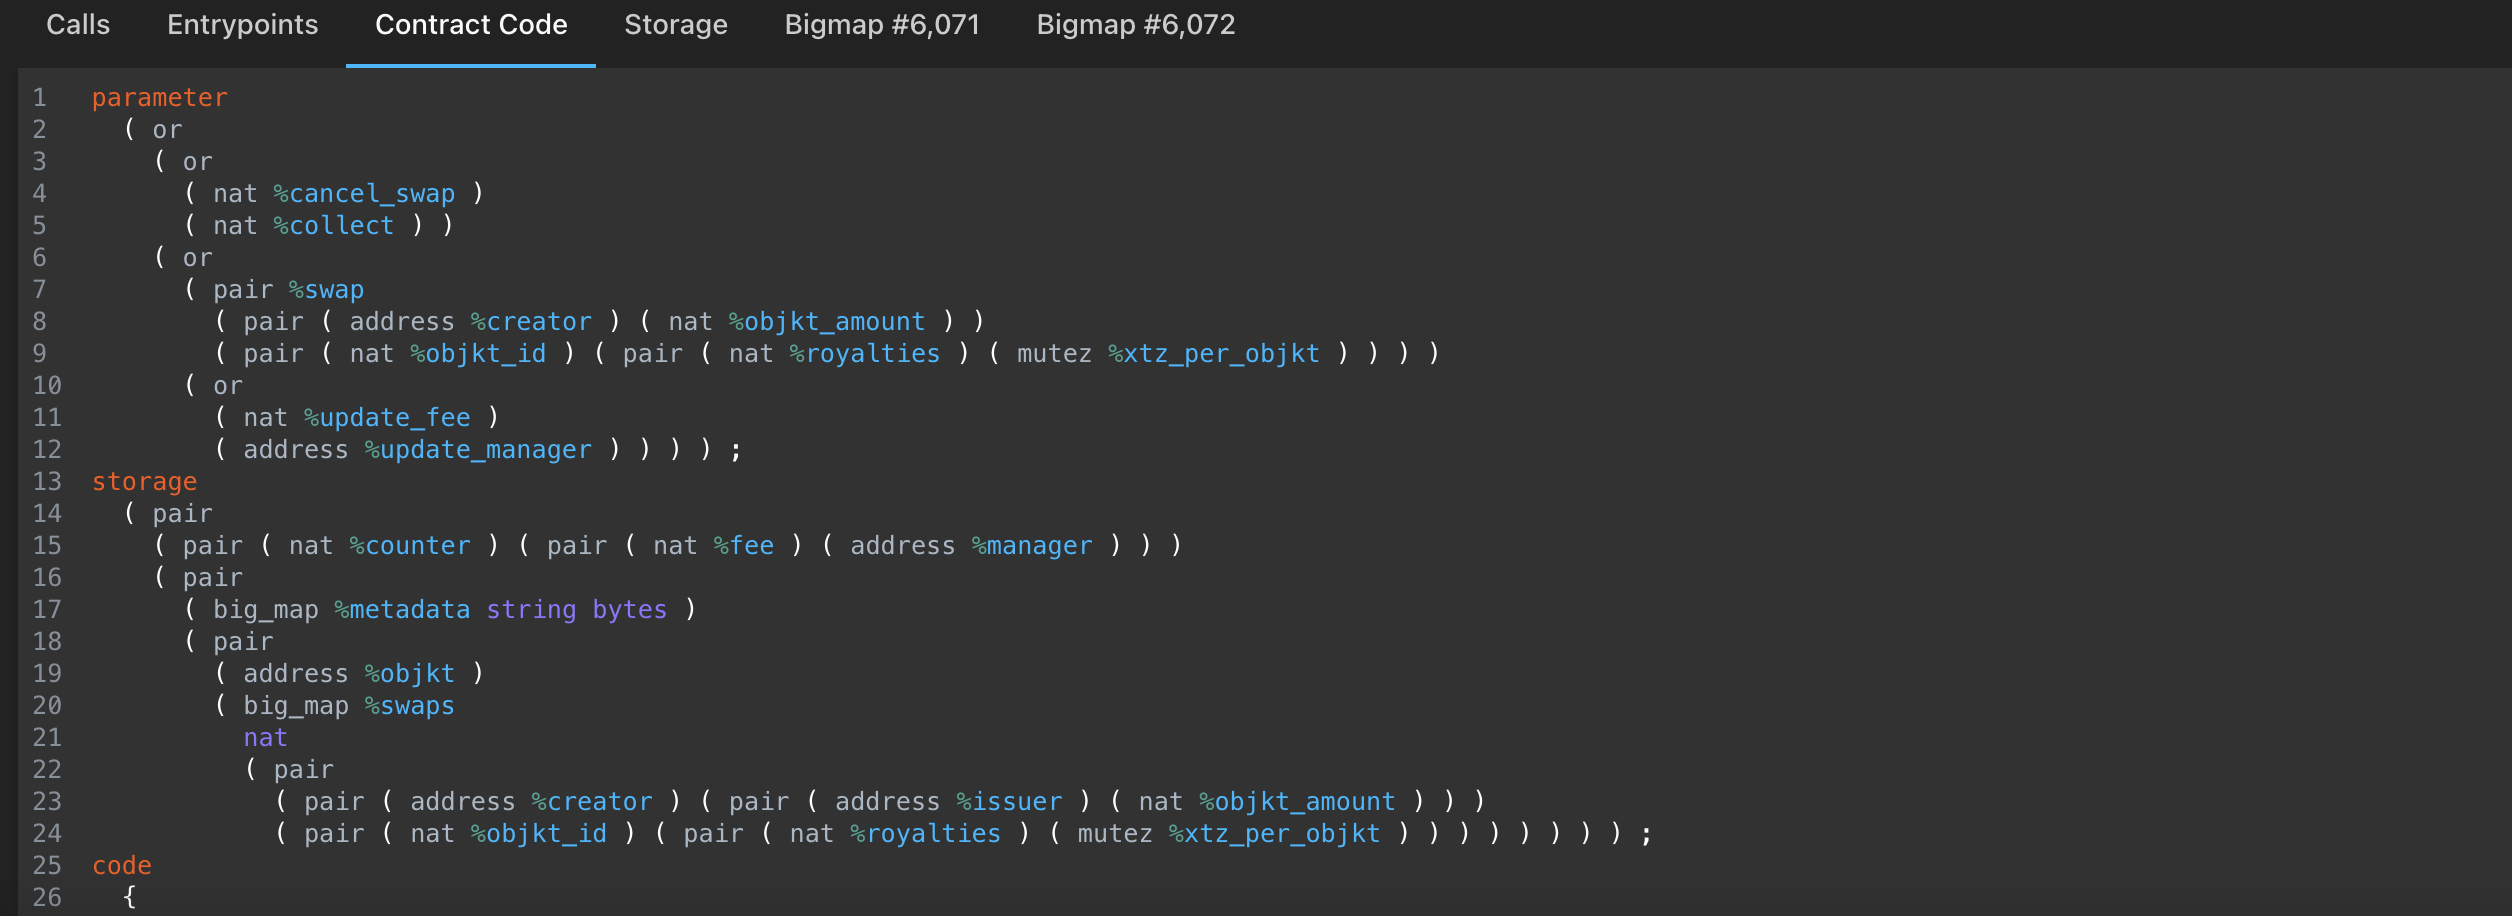 Calls Entrypoints Contract Code Storage Bigmap #6,071 Bigmap #6,072
1 parameter
2 ( or
3 ( or
4 ( nat %cancel_swap )
5 ( nat %collect ) )
6 ( or
7 ( pair %swap
8 ( pair ( address %creator ) ( nat %objkt_amount ) )
9 ( pair ( nat %objkt_id ) ( pair ( nat %royalties ) ( mutez %xtz_per_objkt ) ) ) )
10 ( or
11 ( nat %update_fee )
12 ( address %update_manager ) ) ) ) ;
13 storage
14 ( pair
15 ( pair ( nat %counter ) ( pair ( nat %fee ) ( address %manager ) ) )
16 ( pair
17 ( big_map %metadata string bytes )
18 ( pair
19 ( address %objkt )
20 ( big_map %swaps
21 nat
22 ( pair
23 ( pair ( address %creator ) ( pair ( address %issuer ) ( nat %objkt_amount ) ) )
24 ( pair ( nat %objkt_id ) ( pair ( nat %royalties ) ( mutez %xtz_per_objkt ) ) ) ) ) ) ) ) ;
25 code
26 {